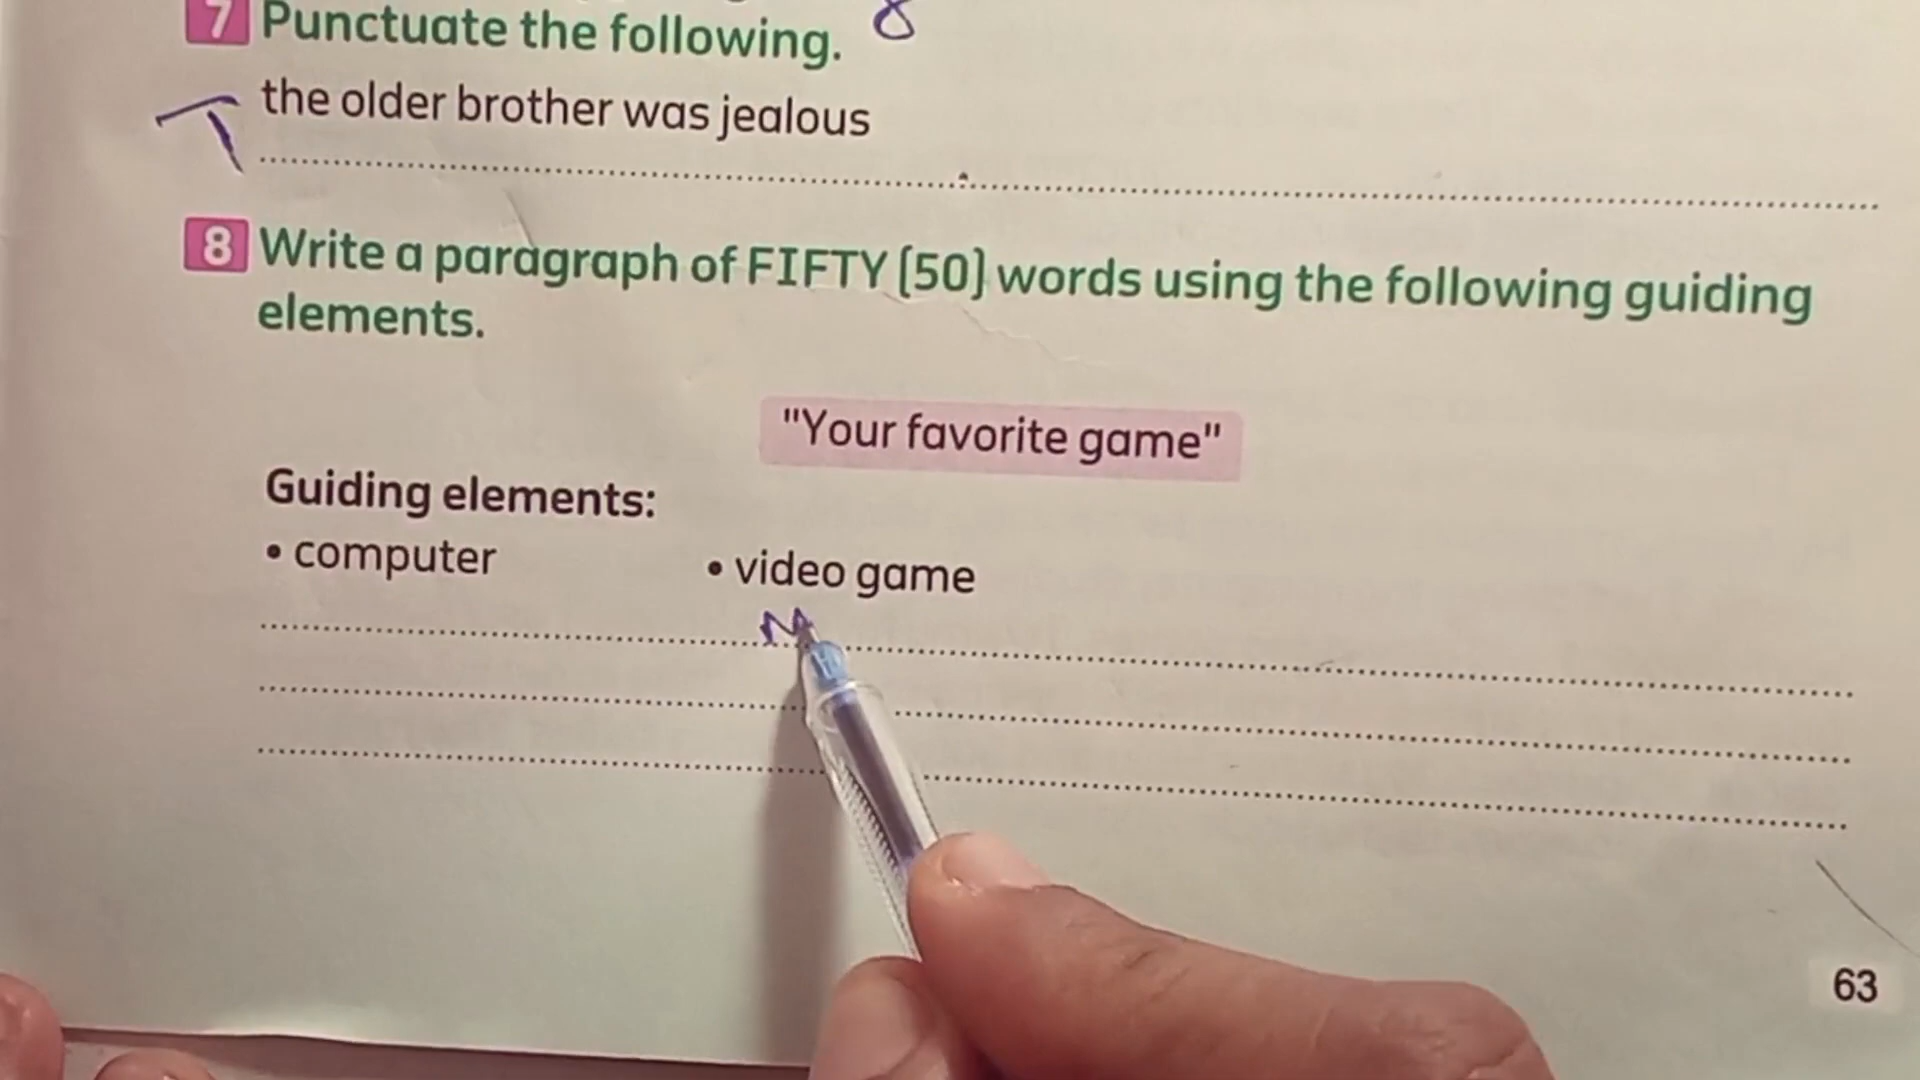 7 Punctuate the following. 8
the older brother was jealous
T
8 Write a paragraph of FIFTY (50) words using the following guiding
elements.
"Your favorite game"
Guiding elements:
• computer • video game
M
63